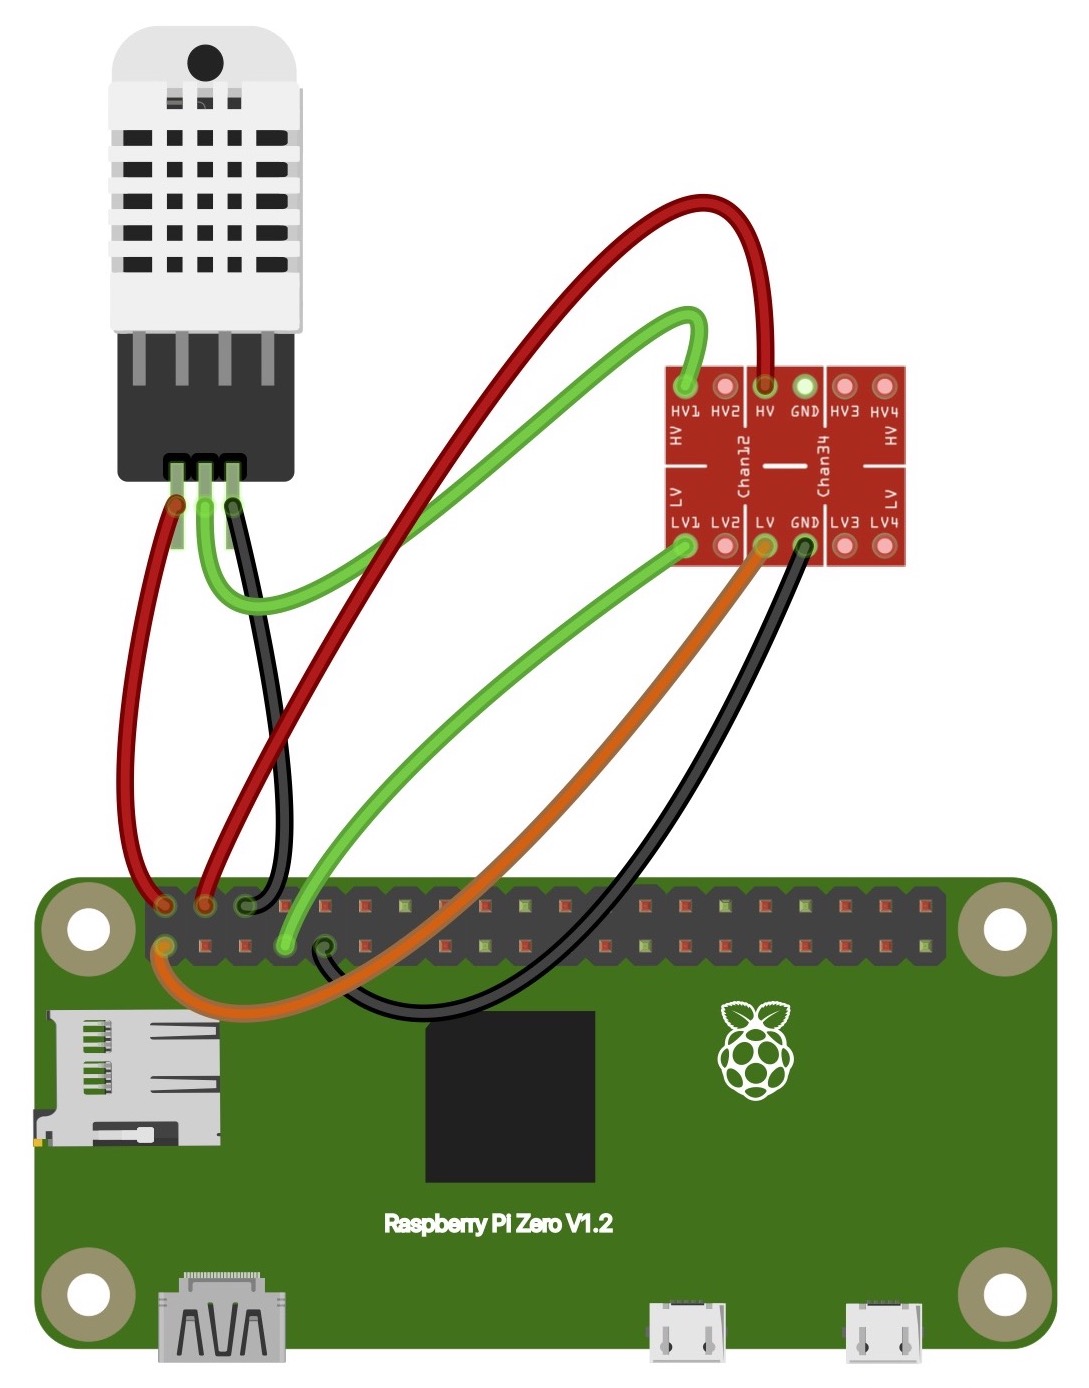 HV1 HV2 HV GND HV3 HV4
HV Chan12 Chan34 HV
LV LV
LV1 LV2 LV GND LV3 LV4
Raspberry Pi Zero V1.2